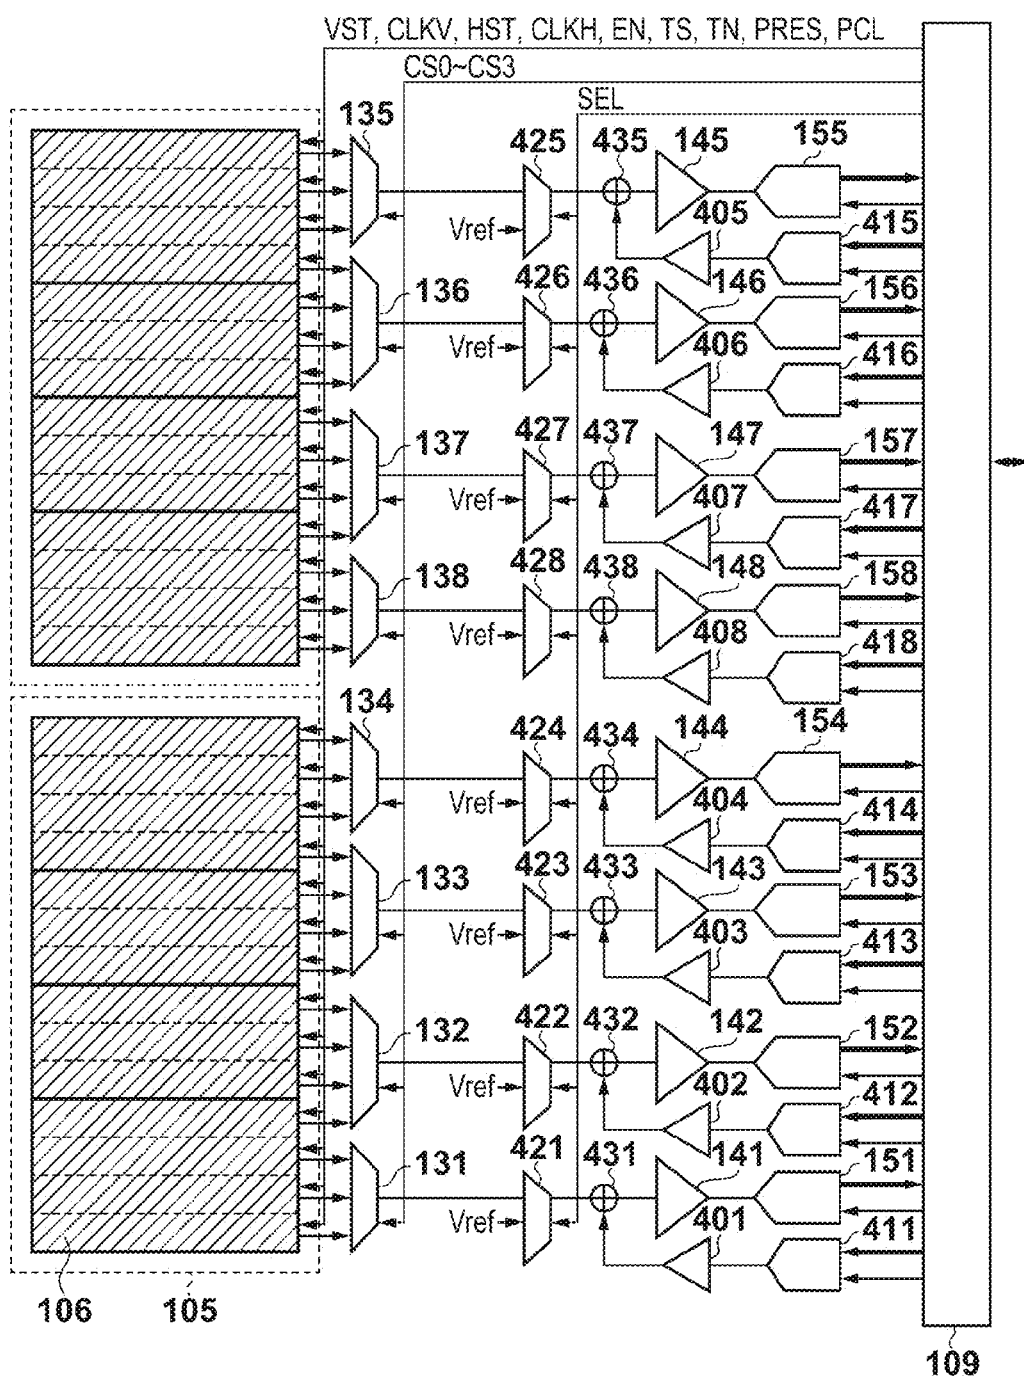 VST, CLKV, HST, CLKH, EN, TS, TN, PRES, PCL
CS0~CS3
SEL
135 425 435 145 155
Vref 405 415
136 426 436 146 156
Vref 406 416
137 427 437 147 157
Vref 407 417
138 428 438 148 158
Vref 408 418
134 424 434 144 154
Vref 404 414
133 423 433 143 153
Vref 403 413
132 422 432 142 152
Vref 402 412
131 421 431 141 151
Vref 401 411
106 105
109